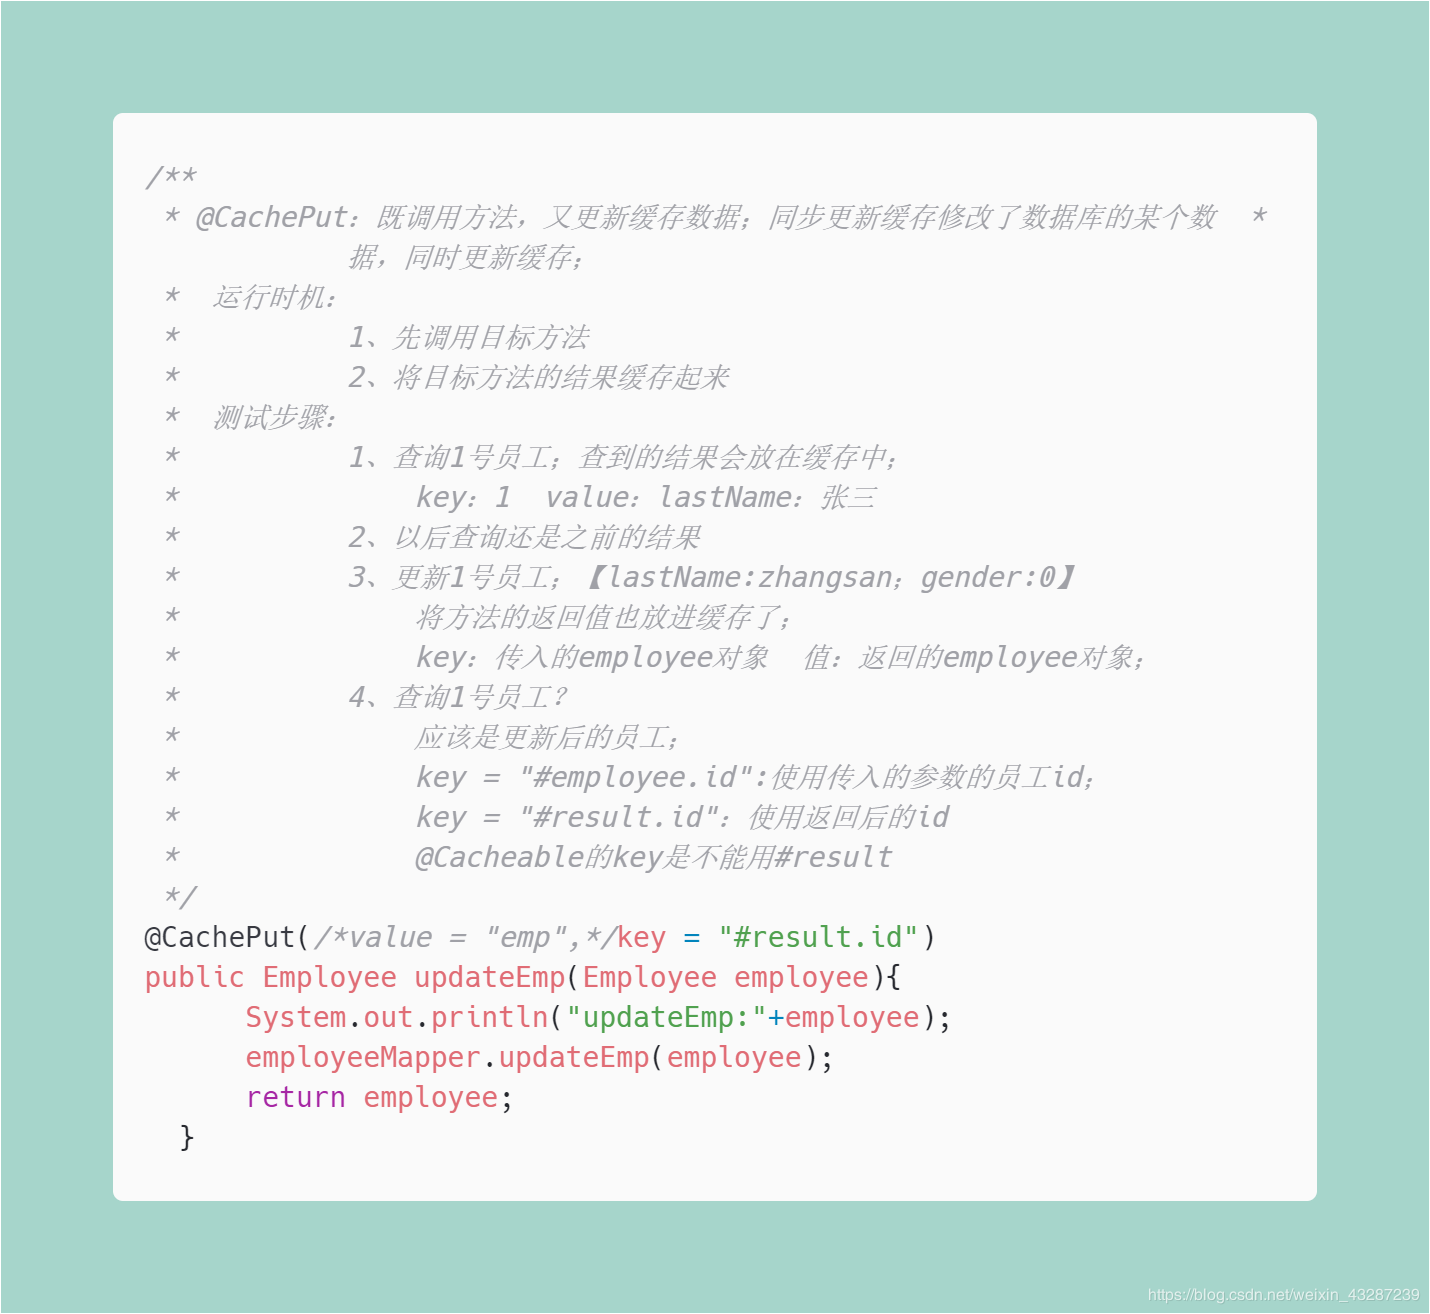 /**
 * @CachePut：既调用方法，又更新缓存数据；同步更新缓存修改了数据库的某个数  *
            据，同时更新缓存；
 *  运行时机：
 *          1、先调用目标方法
 *          2、将目标方法的结果缓存起来
 *  测试步骤：
 *          1、查询1号员工；查到的结果会放在缓存中；
 *              key：1  value：lastName：张三
 *          2、以后查询还是之前的结果
 *          3、更新1号员工；【lastName:zhangsan；gender:0】
 *              将方法的返回值也放进缓存了；
 *              key：传入的employee对象  值：返回的employee对象；
 *          4、查询1号员工？
 *              应该是更新后的员工；
 *              key = "#employee.id":使用传入的参数的员工id；
 *              key = "#result.id"：使用返回后的id
 *              @Cacheable的key是不能用#result
 */
@CachePut(/*value = "emp",*/key = "#result.id")
public Employee updateEmp(Employee employee){
      System.out.println("updateEmp:"+employee);
      employeeMapper.updateEmp(employee);
      return employee;
  }
https://blog.csdn.net/weixin_43287239